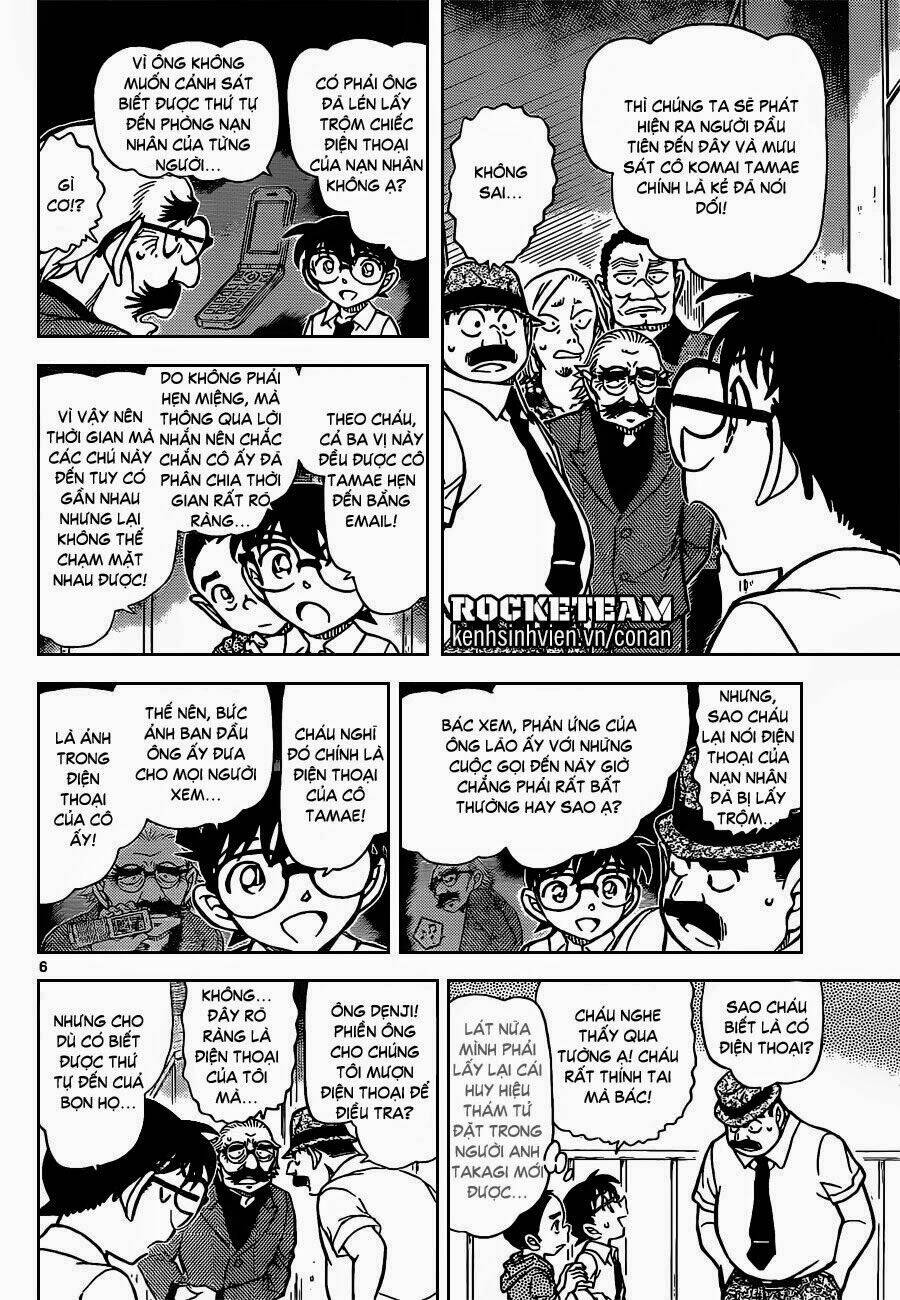 THÌ CHÚNG TA SẼ PHÁT
HIỆN RA NGƯỜI ĐẦU
TIÊN ĐẾN ĐÂY VÀ MƯU
SÁT CÔ KOMAI TAMAE
CHÍNH LÀ KẺ ĐÃ NÓI
DỐI!
KHÔNG
SAI...
CÓ PHẢI ÔNG
ĐÃ LÉN LẤY
TRỘM CHIẾC
ĐIỆN THOẠI
CỦA NẠN NHÂN
KHÔNG Ạ?
VÌ ÔNG KHÔNG
MUỐN CẢNH SÁT
BIẾT ĐƯỢC THỨ TỰ
ĐẾN PHÒNG NẠN
NHÂN CỦA TỪNG
NGƯỜI...
GÌ
CƠ!?
THEO CHÁU,
CẢ BA VỊ NÀY
ĐỀU ĐƯỢC CÔ
TAMAE HẸN
ĐẾN BẰNG
EMAIL!
DO KHÔNG PHẢI
HẸN MIỆNG, MÀ
THÔNG QUA LỜI
NHẮN NÊN CHẮC
CHẮN CÔ ẤY ĐÃ
PHÂN CHIA THỜI
GIAN RẤT RÕ
RÀNG...
VÌ VẬY NÊN
THỜI GIAN MÀ
CÁC CHÚ NÀY
ĐẾN TUY CÓ
GẦN NHAU
NHƯNG LẠI
KHÔNG THỂ
CHẠM MẶT
NHAU ĐƯỢC!
ROCKETEAM
kenhsinhvien.vn/conan
NHƯNG,
SAO CHÁU
LẠI NÓI ĐIỆN
THOẠI CỦA
NẠN NHÂN
ĐÃ BỊ LẤY
TRỘM...
BÁC XEM, PHẢN ỨNG CỦA
ÔNG LÃO ẤY VỚI NHỮNG
CUỘC GỌI ĐẾN NÃY GIỜ
CHẲNG PHẢI RẤT BẤT
THƯỜNG HAY SAO Ạ?
CHÁU NGHĨ
ĐÓ CHÍNH LÀ
ĐIỆN THOẠI
CỦA CÔ
TAMAE!
THẾ NÊN, BỨC
ẢNH BAN ĐẦU
ÔNG ẤY ĐƯA
CHO MỌI NGƯỜI
XEM...
LÀ ẢNH
TRONG
ĐIỆN
THOẠI
CỦA CÔ
ẤY!
6
SAO CHÁU
BIẾT LÀ CÓ
ĐIỆN THOẠI?
CHÁU NGHE
THẤY QUA
TƯỜNG Ạ! CHÁU
RẤT THÍNH TAI
MÀ BÁC!
LÁT NỮA
MÌNH PHẢI
LẤY LẠI CÁI
HUY HIỆU
THÁM TỬ
ĐẶT TRONG
NGƯỜI ANH
TAKAGI MỚI
ĐƯỢC...
ÔNG DENJI!
PHIỀN ÔNG
CHO CHÚNG
TÔI MƯỢN
ĐIỆN THOẠI ĐỂ
ĐIỀU TRA?
KHÔNG...
ĐÂY RÕ
RÀNG LÀ
ĐIỆN THOẠI
CỦA TÔI
MÀ...
NHƯNG CHO
DÙ CÓ BIẾT
ĐƯỢC THỨ
TỰ ĐẾN CUẢ
BỌN HỌ...